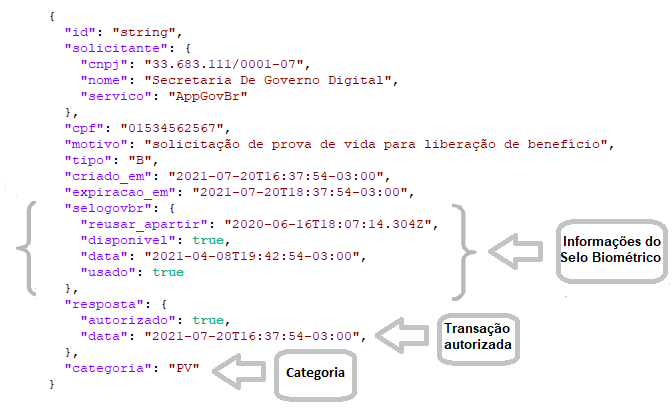 {
"id": "string",
"solicitante": {
"cnpj": "33.683.111/0001-07",
"nome": "Secretaria De Governo Digital",
"servico": "AppGovBr"
},
"cpf": "01534562567",
"motivo": "solicitação de prova de vida para liberação de benefício",
"tipo": "B",
"criado_em": "2021-07-20T16:37:54-03:00",
"expiracao_em": "2021-07-20T18:37:54-03:00",
"selogovbr": {
"reusar_apartir": "2020-06-16T18:07:14.304Z",
"disponivel": true,
"data": "2021-04-08T19:42:54-03:00",
"usado": true
},
Informações do
Selo Biométrico
"resposta": {
"autorizado": true,
"data": "2021-07-20T16:37:54-03:00",
},
Transação
autorizada
"categoria": "PV"
Categoria
}